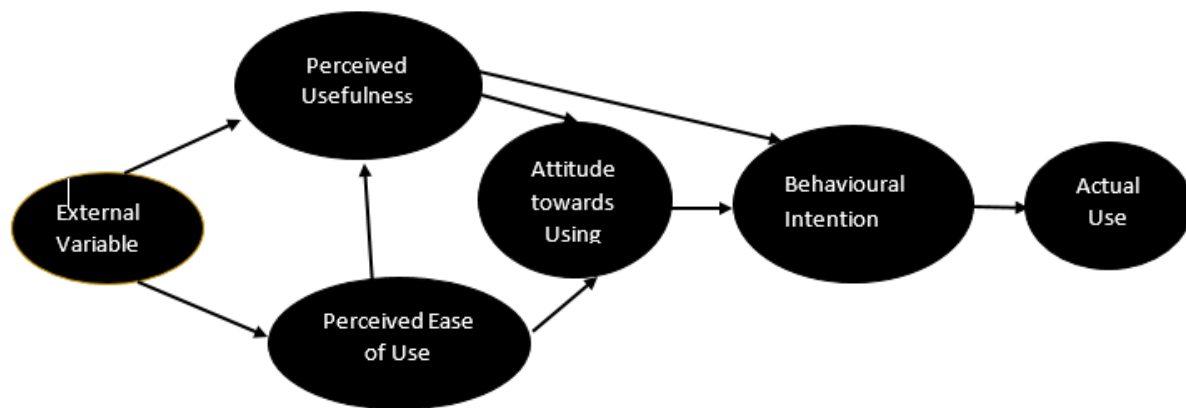 Perceived
Usefulness
External
Variable
Perceived Ease
of Use
Attitude
towards
Using
Behavioural
Intention
Actual
Use